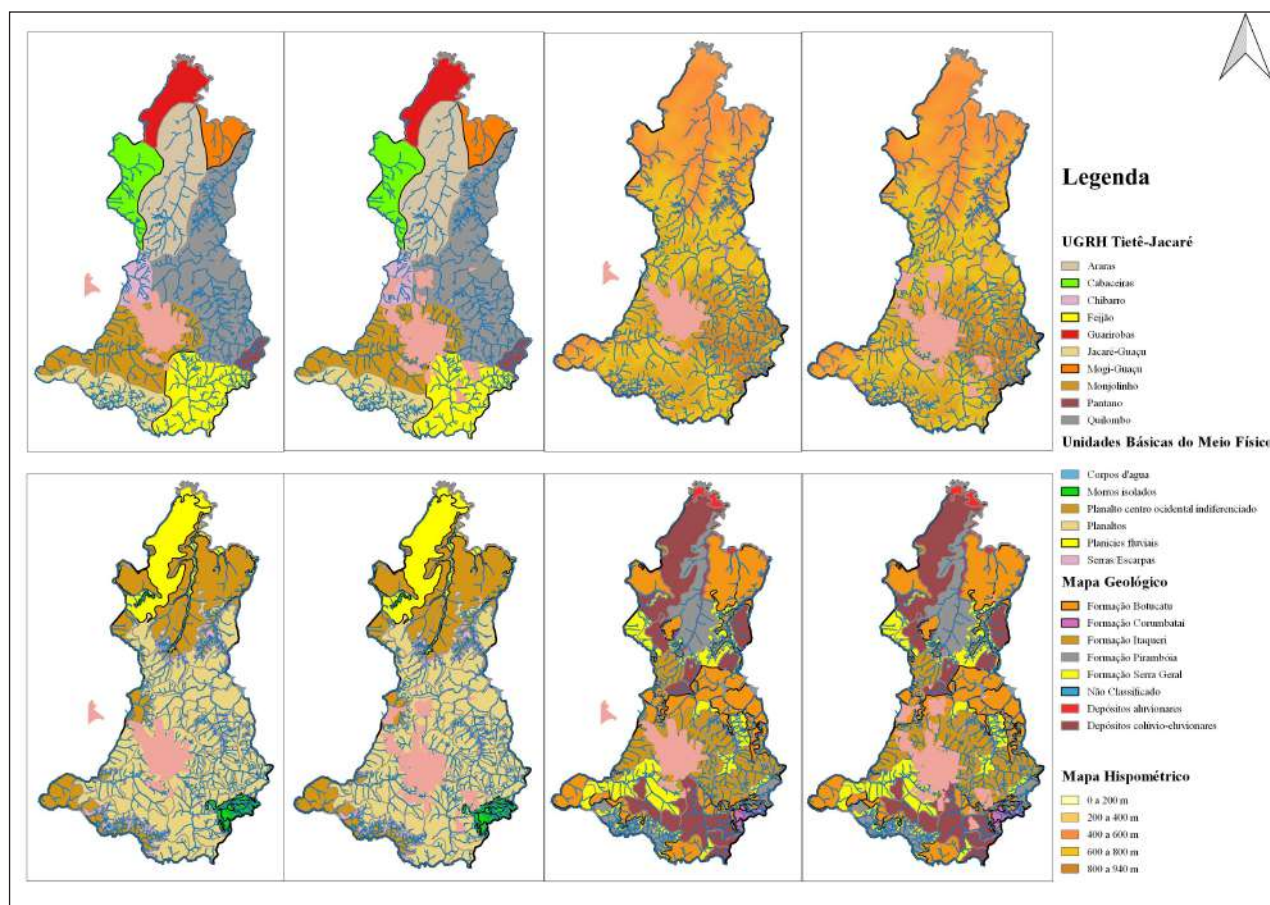 Legenda
UGRH Tietê-Jacaré
Araras
Cabaceiras
Chibarro
Feijão
Guarirobas
Jacaré-Guaçu
Mogi-Guaçu
Monjolinho
Pantano
Quilombo
Unidades Básicas do Meio Físico
Corpos d'agua
Morros isolados
Planalto centro ocidental indiferenciado
Planaltos
Planicies fluviais
Serras Escarpas
Mapa Geológico
Formação Botucatu
Formação Corumbatai
Formação Itaqueri
Formação Pirambóia
Formação Serra Geral
Não Classificado
Depósitos aluvionares
Depósitos colúvio-eluvionares
Mapa Hispométrico
0 a 200 m
200 a 400 m
400 a 600 m
600 a 800 m
800 a 940 m